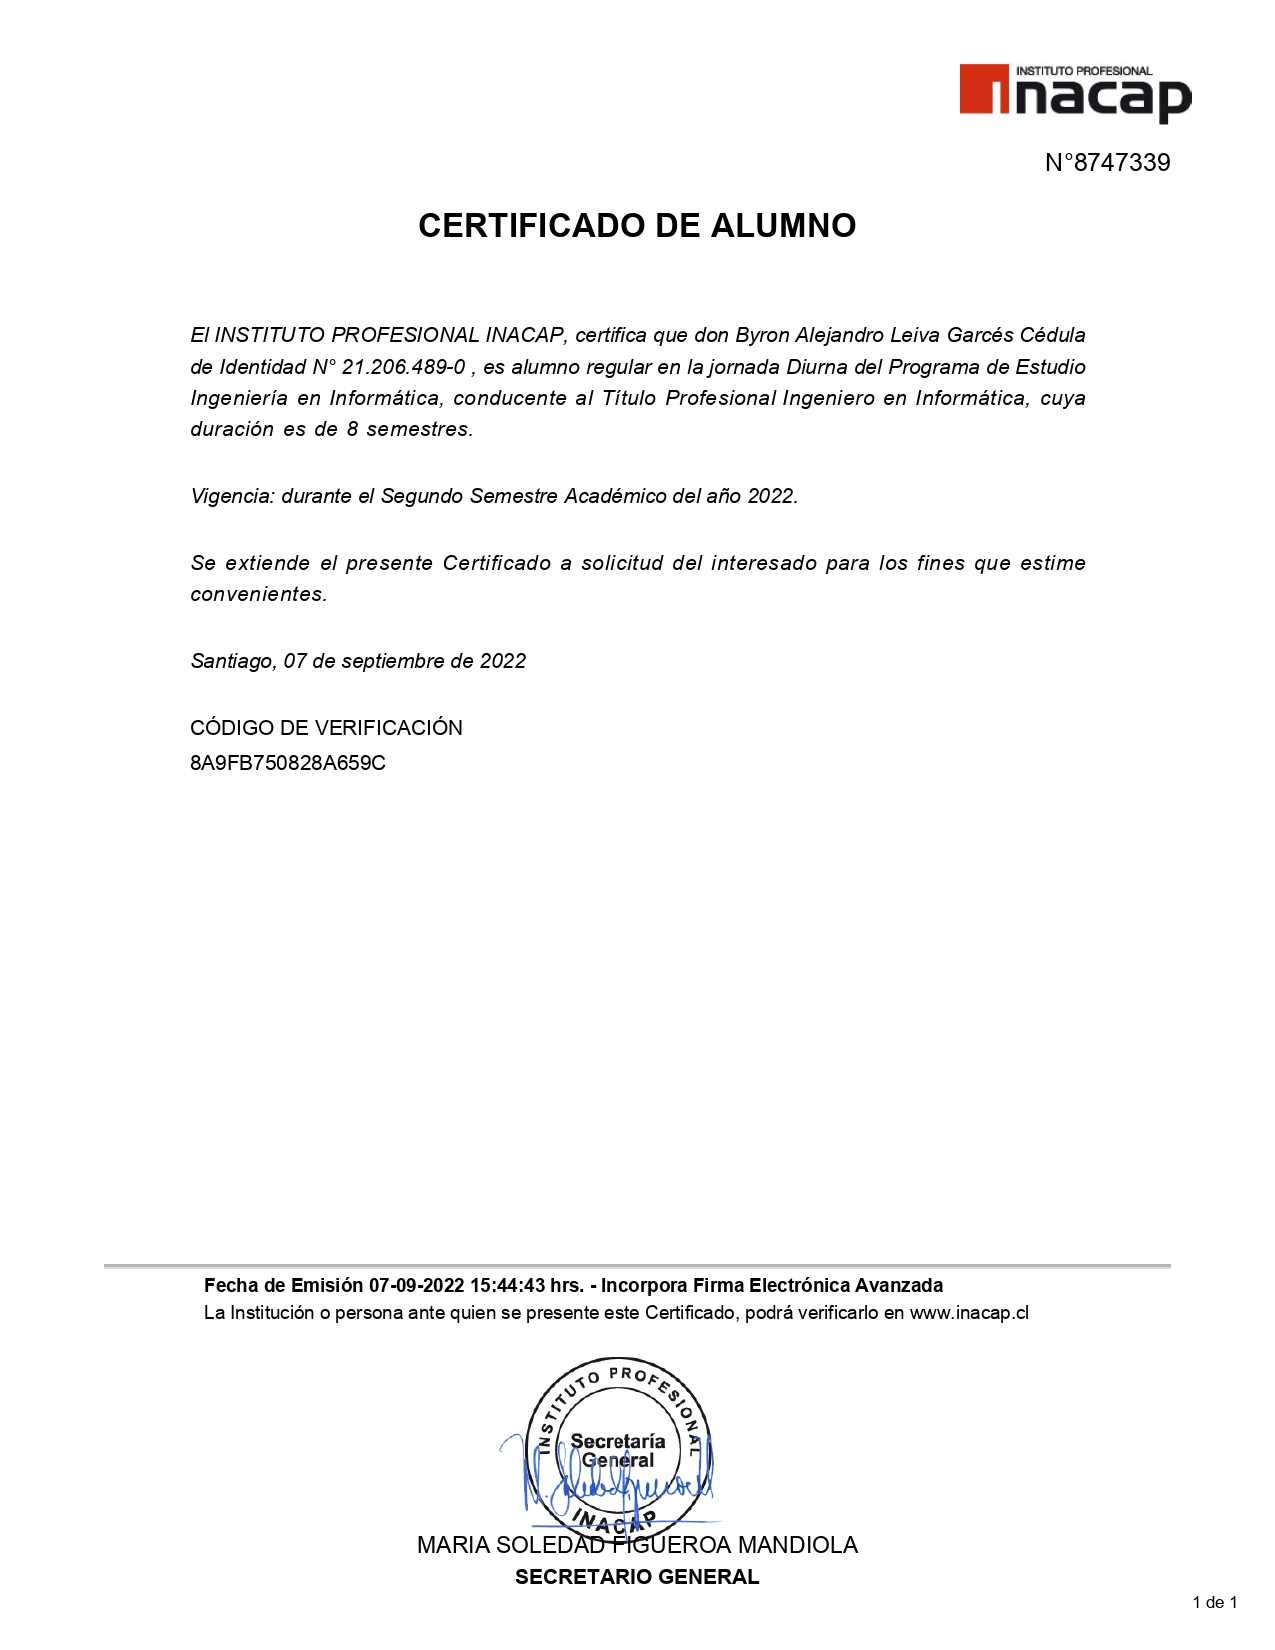 INSTITUTO PROFESIONAL
inacap
N°8747339
CERTIFICADO DE ALUMNO
El INSTITUTO PROFESIONAL INACAP, certifica que don Byron Alejandro Leiva Garcés Cédula
de Identidad N° 21.206.489-0 , es alumno regular en la jornada Diurna del Programa de Estudio
Ingeniería en Informática, conducente al Título Profesional Ingeniero en Informática, cuya
duración es de 8 semestres.
Vigencia: durante el Segundo Semestre Académico del año 2022.
Se extiende el presente Certificado a solicitud del interesado para los fines que estime
convenientes.
Santiago, 07 de septiembre de 2022
CÓDIGO DE VERIFICACIÓN
8A9FB750828A659C
Fecha de Emisión 07-09-2022 15:44:43 hrs. - Incorpora Firma Electrónica Avanzada
La Institución o persona ante quien se presente este Certificado, podrá verificarlo en www.inacap.cl
INSTITUTO PROFESIONAL
Secretaría
General
INACAP
MARIA SOLEDAD FIGUEROA MANDIOLA
SECRETARIO GENERAL
1 de 1